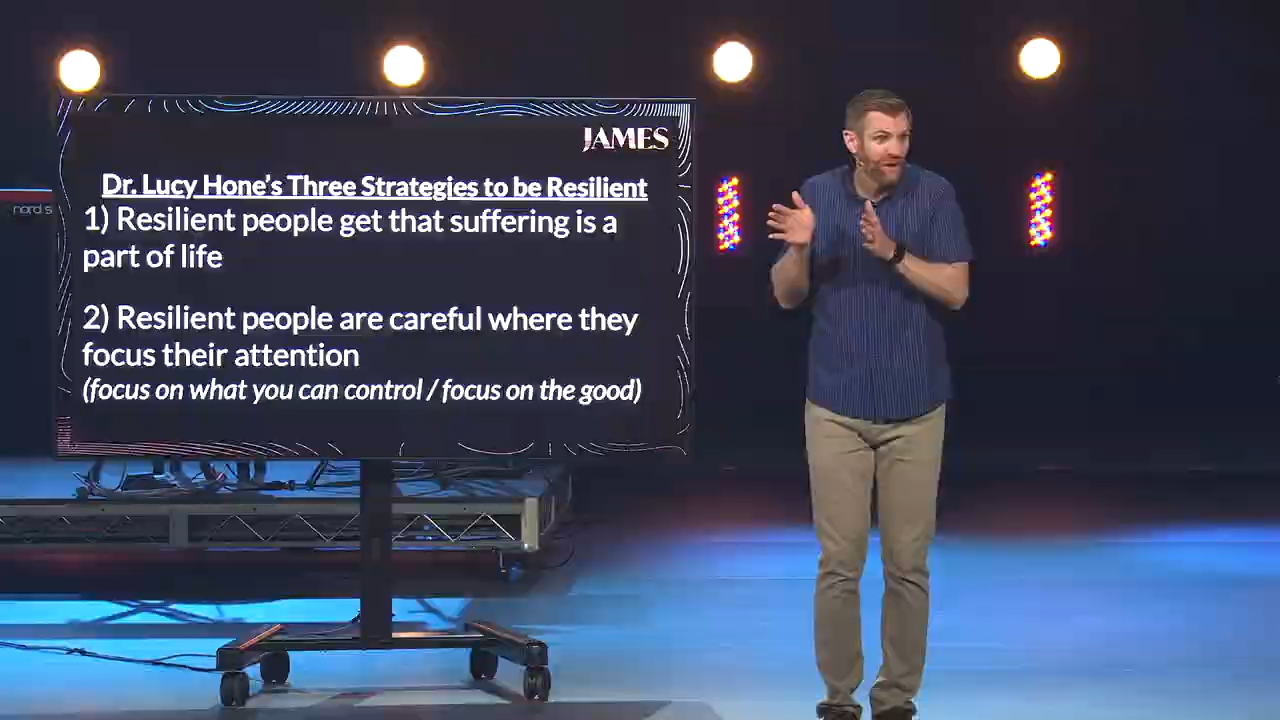 JAMES
Dr. Lucy Hone's Three Strategies to be Resilient
1) Resilient people get that suffering is a
part of life
2) Resilient people are careful where they
focus their attention
(focus on what you can control / focus on the good)
nord s